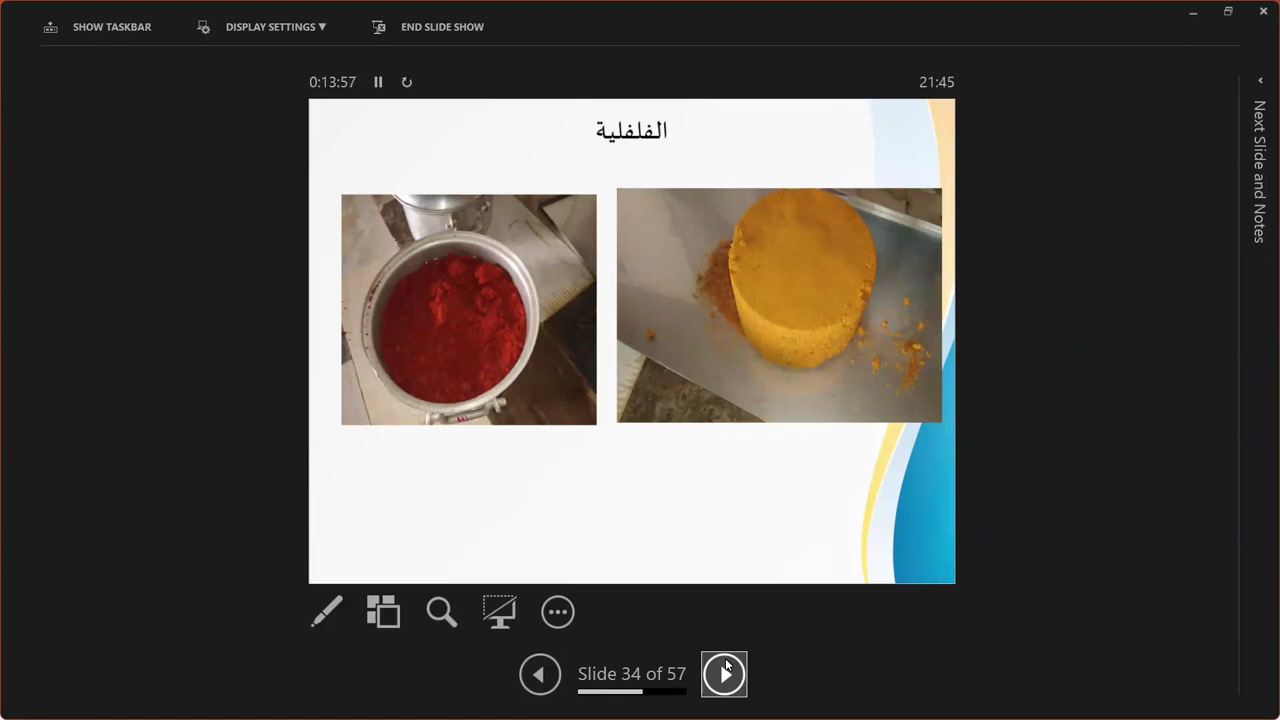 SHOW TASKBAR
DISPLAY SETTINGS ▼
END SLIDE SHOW
0:13:57
21:45
الفلفلية
Next Slide and Notes
Slide 34 of 57